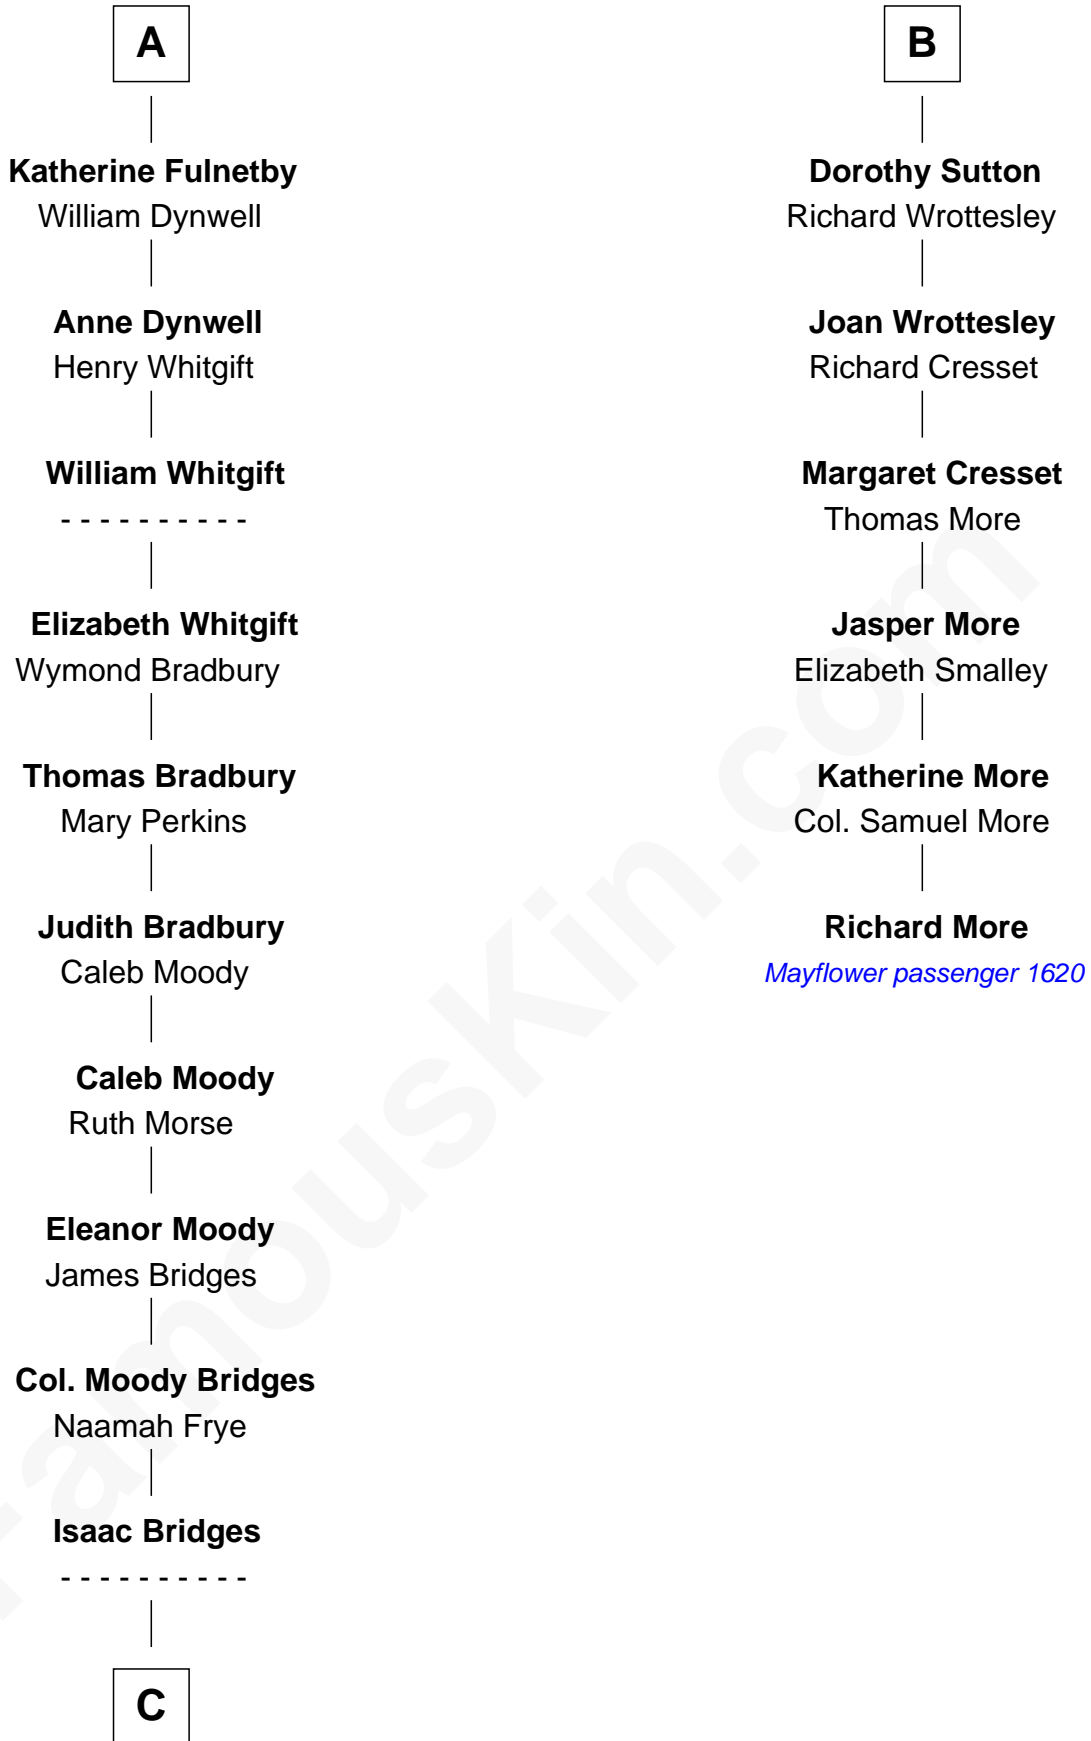 A
Katherine Fulnetby
William Dynwell
Anne Dynwell
Henry Whitgift
William Whitgift
- - - - - - - - - -
Elizabeth Whitgift
Wymond Bradbury
Thomas Bradbury
Mary Perkins
Judith Bradbury
Caleb Moody
Caleb Moody
Ruth Morse
Eleanor Moody
James Bridges
Col. Moody Bridges
Naamah Frye
Isaac Bridges
- - - - - - - - - -
C
B
Dorothy Sutton
Richard Wrottesley
Joan Wrottesley
Richard Cresset
Margaret Cresset
Thomas More
Jasper More
Elizabeth Smalley
Katherine More
Col. Samuel More
Richard More
Mayflower passenger 1620
FamousKin.com